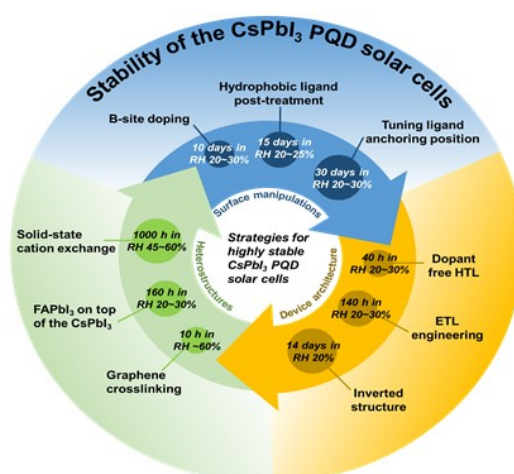 Stability of the CsPbI₃ PQD solar cells
Hydrophobic ligand
post-treatment
B-site doping
Tuning ligand
anchoring position
10 days in
RH 20~30%
15 days in
RH 20~25%
30 days in
RH 20~30%
Surface manipulations
Solid-state
cation exchange
1000 h in
RH 45~60%
FAPbI₃ on top
of the CsPbI₃
160 h in
RH 20~30%
Graphene
crosslinking
10 h in
RH ~60%
Heterostructures
Strategies for
highly stable
CsPbI₃ PQD
solar cells
Device architecture
40 h in
RH 20~30%
Dopant
free HTL
140 h in
RH 20~30%
ETL
engineering
14 days in
RH 20%
Inverted
structure